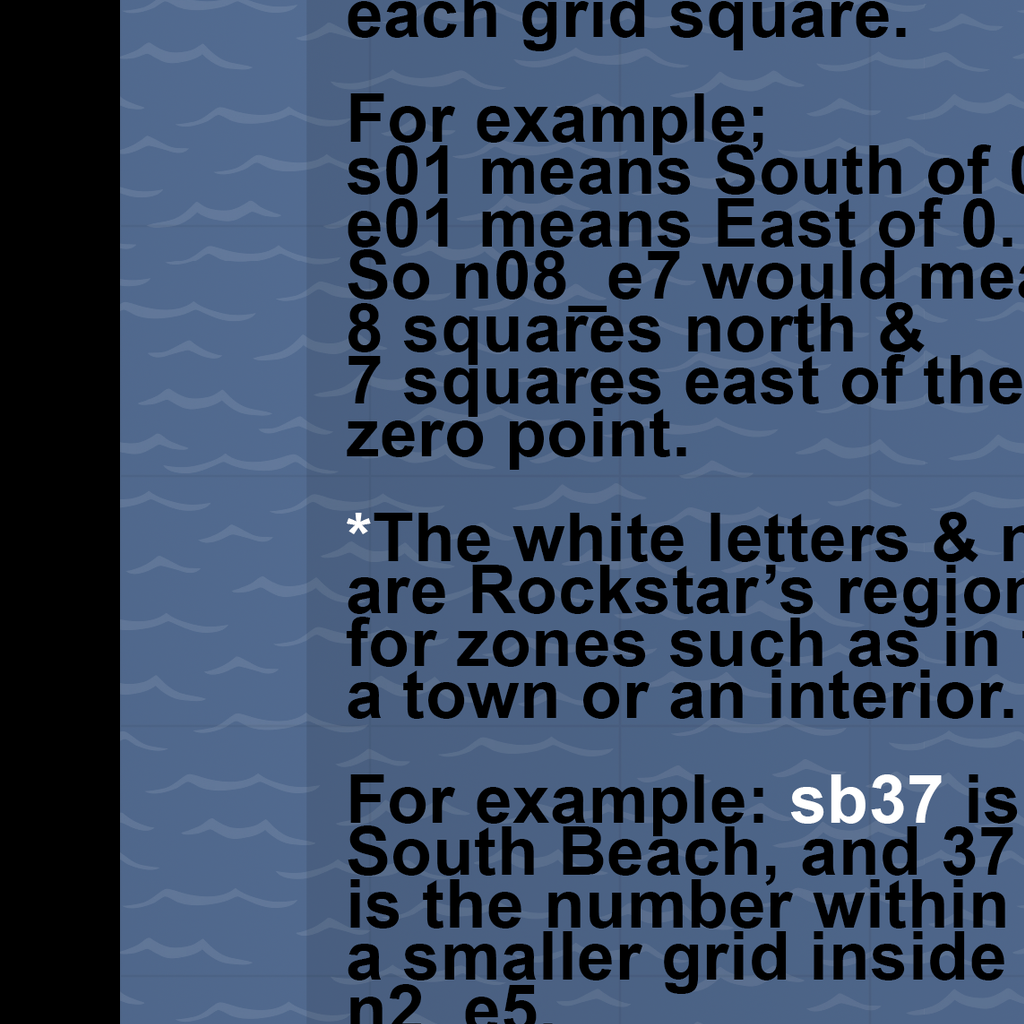 each grid square.
For example;
s01 means South of 0
e01 means East of 0.
So n08_e7 would mea
8 squares north &
7 squares east of the
zero point.
*The white letters & n
are Rockstar’s region
for zones such as in
a town or an interior.
For example: sb37 is
South Beach, and 37
is the number within
a smaller grid inside
n2_e5.